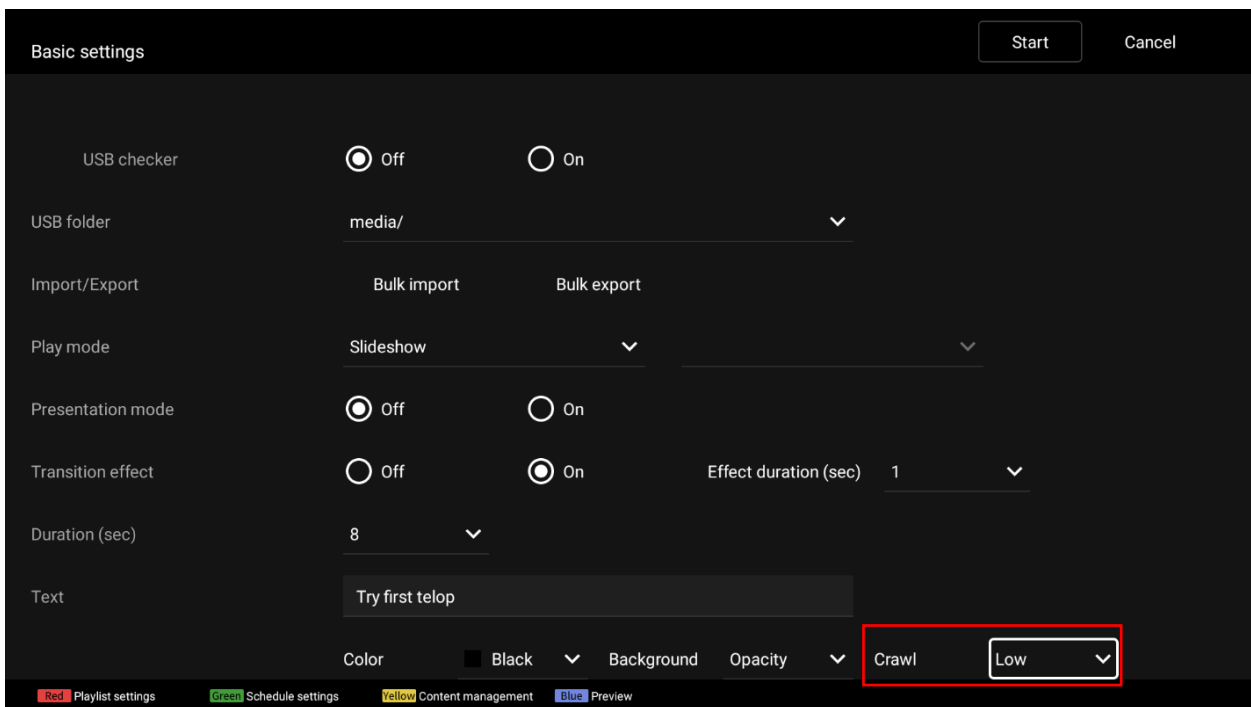 Basic settings Start Cancel
USB checker Off On
USB folder media/
Import/Export Bulk import Bulk export
Play mode Slideshow
Presentation mode Off On
Transition effect Off On Effect duration (sec) 1
Duration (sec) 8
Text Try first telop
Color Black Background Opacity Crawl Low
Red Playlist settings Green Schedule settings Yellow Content management Blue Preview